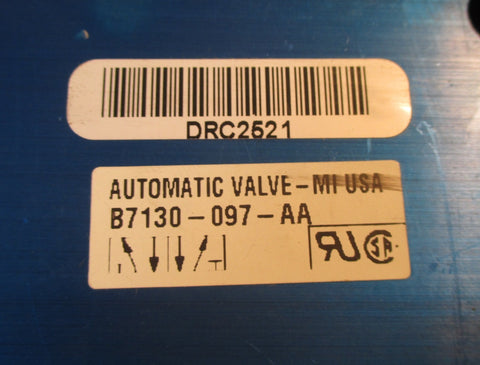 DRC2521
AUTOMATIC VALVE-MI USA
B7130-097-AA